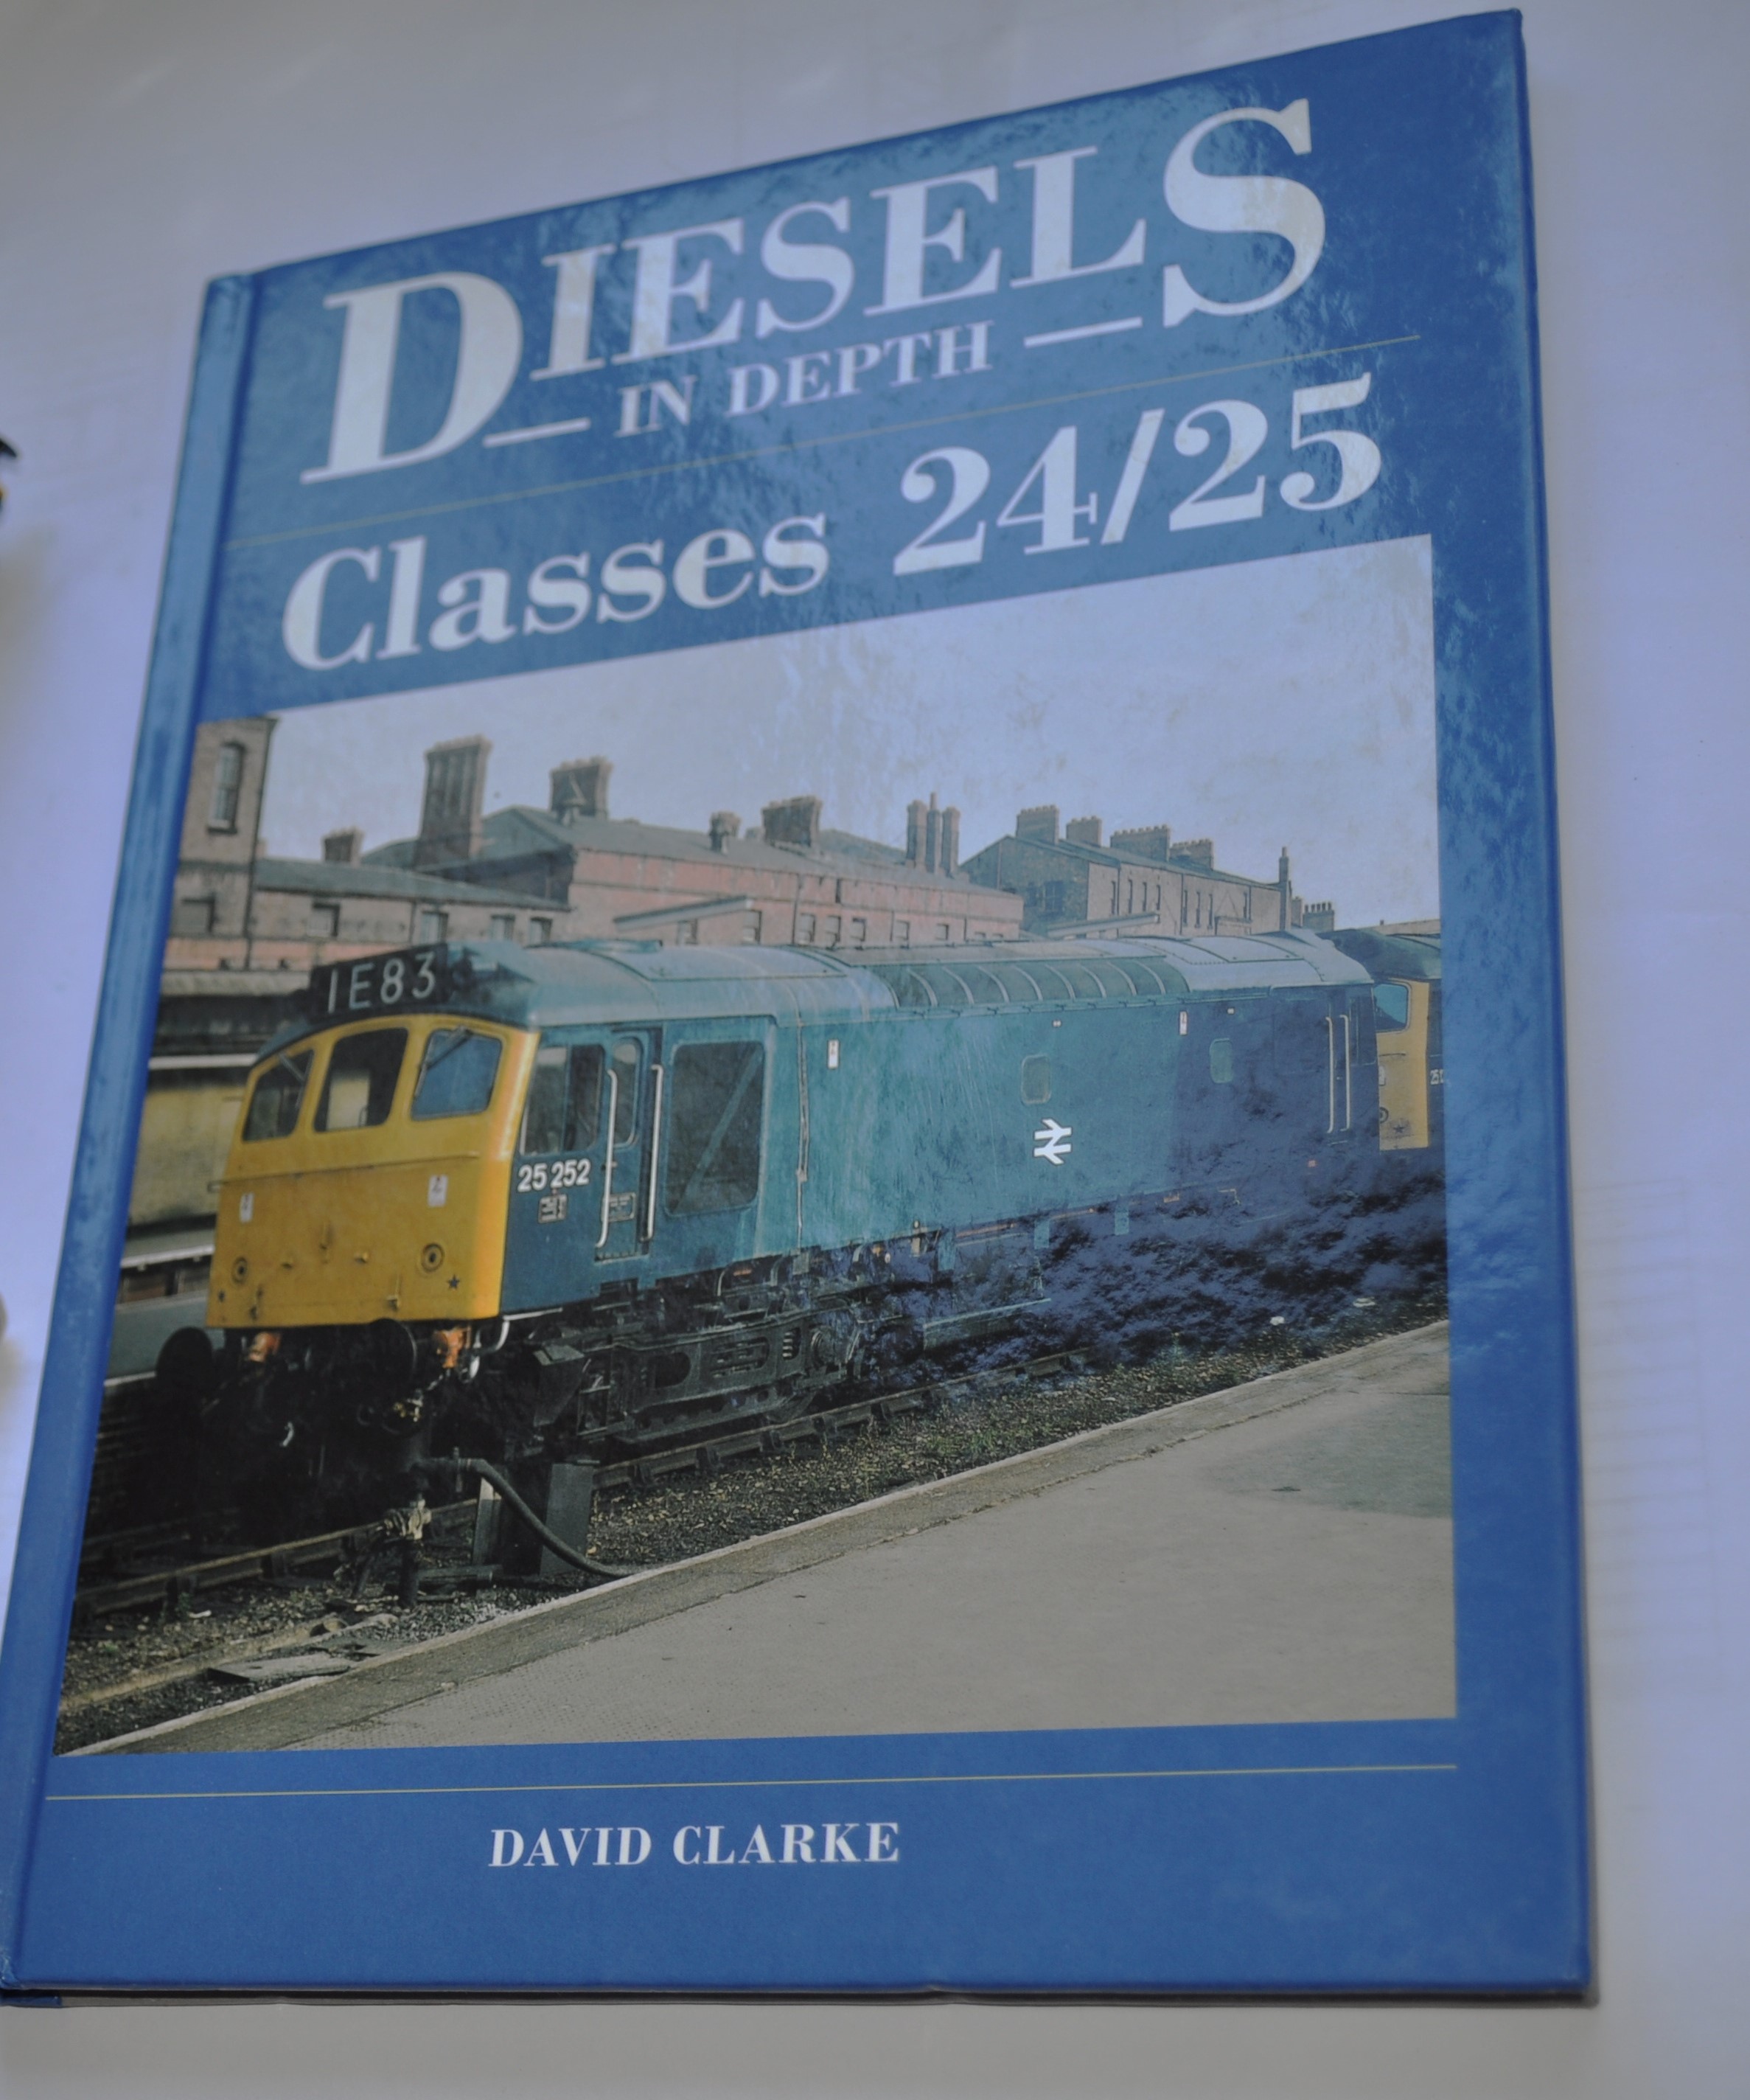 DIESELS
IN DEPTH
Classes 24/25
1E83
25 252
DAVID CLARKE